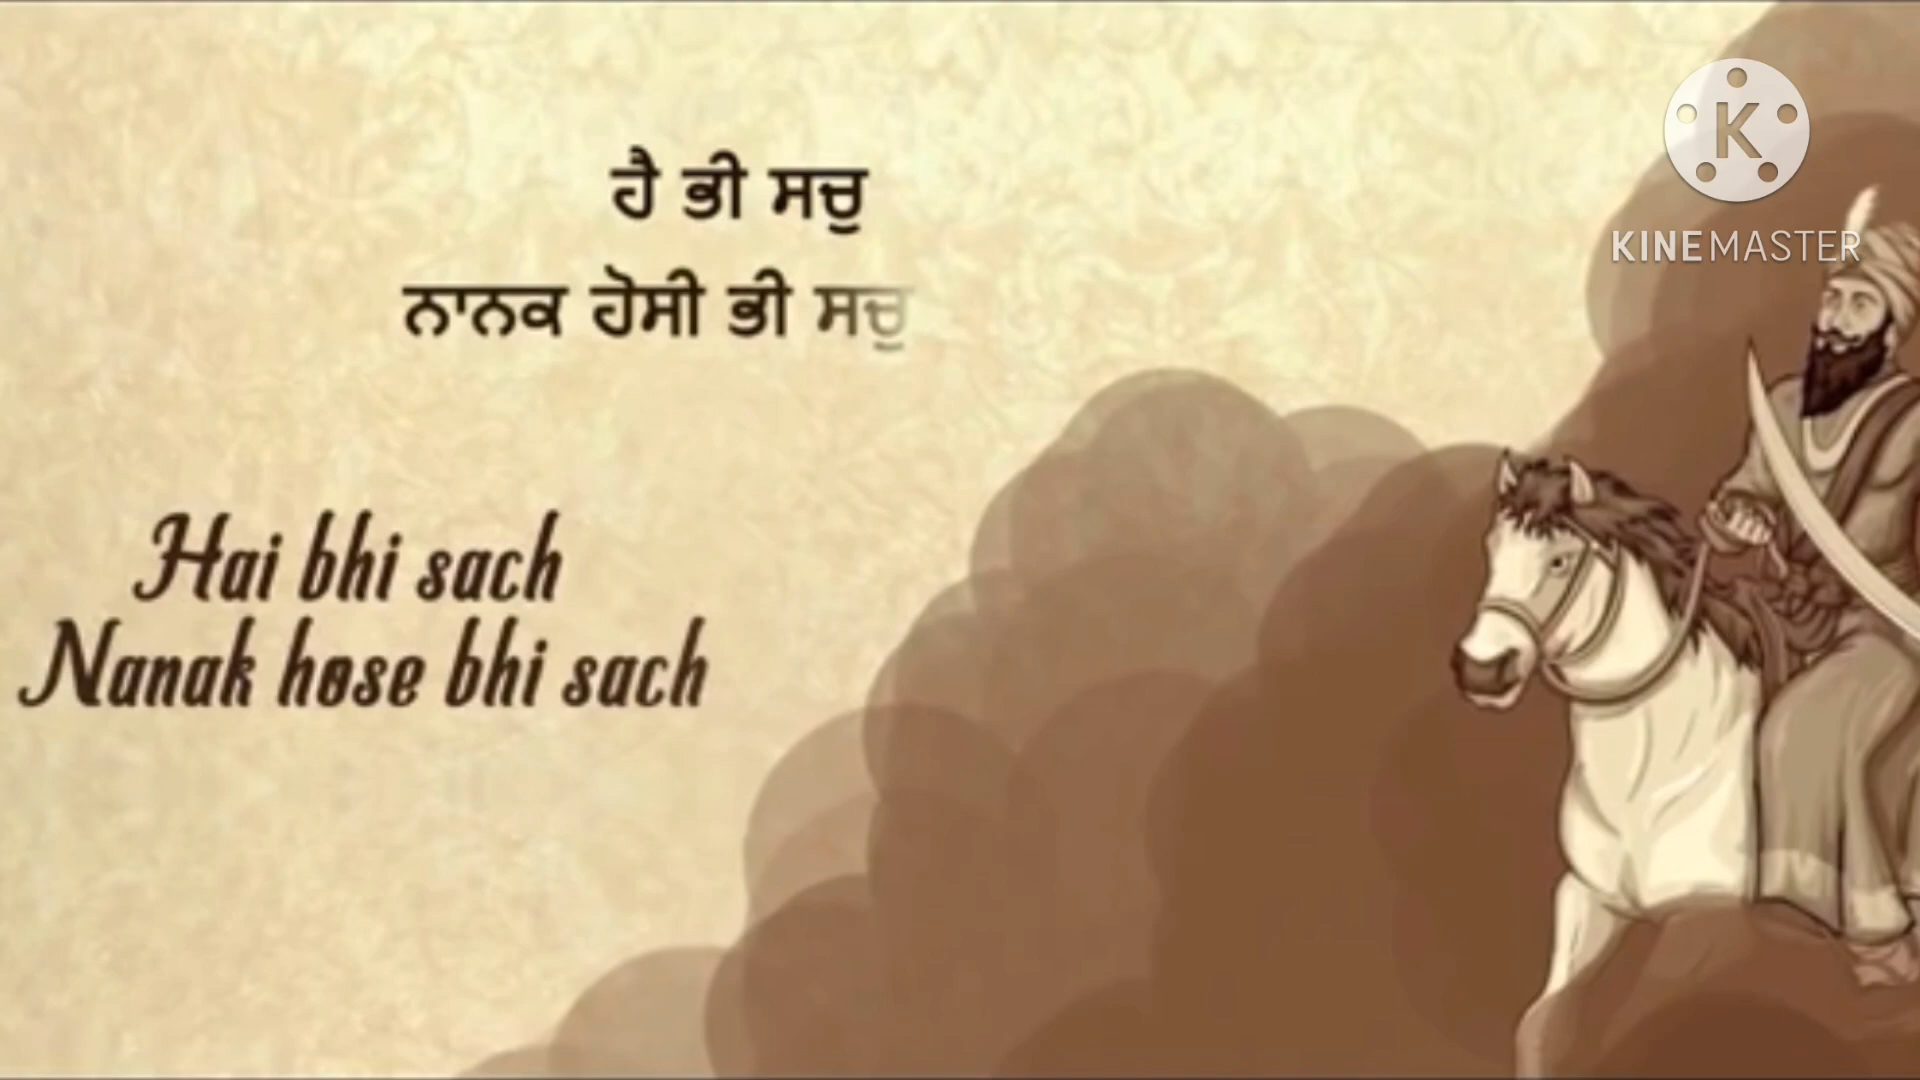 ਹੈ ਭੀ ਸਚੁ
ਨਾਨਕ ਹੋਸੀ ਭੀ ਸਚੁ
Hai bhi sach
Nanak hose bhi sach
K
KINEMASTER